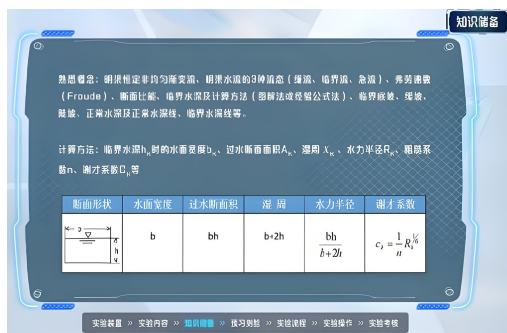 知识储备
熟悉概念：明渠恒定非均匀渐变流、明渠水流的3种流态（缓流、临界流、急流）、弗劳德数
（Froude）、断面比能、临界水深及计算方法（图解法或经验公式法）、临界底坡、缓坡、
陡坡、正常水深及正常水深线、临界水深线等。
计算方法：临界水深hK时的水面宽度bK、过水断面面积AK、湿周 XK、水力半径RK、粗糙系
数n、谢才系数CK等
断面形状 水面宽度 过水断面积 湿 周 水力半径 谢才系数
b h b bh b+2h bh/b+2h c₀=1/n R₀^1/6
实验装置 >> 实验内容 >> 知识储备 >> 预习测验 >> 实验流程 >> 实验操作 >> 实验考核